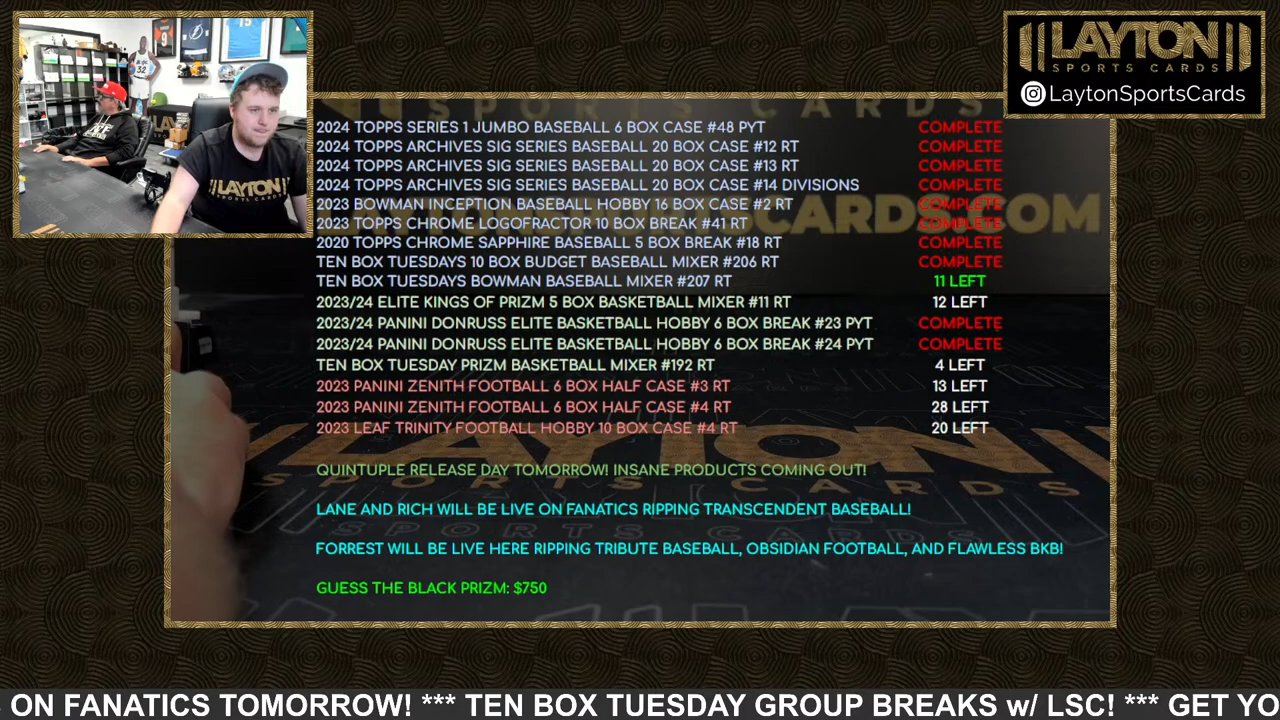 LAYTON
SPORTS CARDS
LaytonSportsCards
SPORTS CARDS
2024 TOPPS SERIES 1 JUMBO BASEBALL 6 BOX CASE #48 PYT COMPLETE
2024 TOPPS ARCHIVES SIG SERIES BASEBALL 20 BOX CASE #12 RT COMPLETE
2024 TOPPS ARCHIVES SIG SERIES BASEBALL 20 BOX CASE #13 RT COMPLETE
2024 TOPPS ARCHIVES SIG SERIES BASEBALL 20 BOX CASE #14 DIVISIONS COMPLETE
2023 BOWMAN INCEPTION BASEBALL HOBBY 16 BOX CASE #2 RT COMPLETE
2023 TOPPS CHROME LOGOFRACTOR 10 BOX BREAK #41 RT COMPLETE
CARDS.COM
2020 TOPPS CHROME SAPPHIRE BASEBALL 5 BOX BREAK #18 RT COMPLETE
TEN BOX TUESDAYS 10 BOX BUDGET BASEBALL MIXER #206 RT COMPLETE
TEN BOX TUESDAYS BOWMAN BASEBALL MIXER #207 RT 11 LEFT
2023/24 ELITE KINGS OF PRIZM 5 BOX BASKETBALL MIXER #11 RT 12 LEFT
2023/24 PANINI DONRUSS ELITE BASKETBALL HOBBY 6 BOX BREAK #23 PYT COMPLETE
2023/24 PANINI DONRUSS ELITE BASKETBALL HOBBY 6 BOX BREAK #24 PYT COMPLETE
TEN BOX TUESDAY PRIZM BASKETBALL MIXER #192 RT 4 LEFT
2023 PANINI ZENITH FOOTBALL 6 BOX HALF CASE #3 RT 13 LEFT
2023 PANINI ZENITH FOOTBALL 6 BOX HALF CASE #4 RT 28 LEFT
2023 LEAF TRINITY FOOTBALL HOBBY 10 BOX CASE #4 RT 20 LEFT
LAYTON
SPORTS CARDS
QUINTUPLE RELEASE DAY TOMORROW! INSANE PRODUCTS COMING OUT!
LANE AND RICH WILL BE LIVE ON FANATICS RIPPING TRANSCENDENT BASEBALL!
FORREST WILL BE LIVE HERE RIPPING TRIBUTE BASEBALL, OBSIDIAN FOOTBALL, AND FLAWLESS BKB!
GUESS THE BLACK PRIZM: $750
LAYTON
ON FANATICS TOMORROW! *** TEN BOX TUESDAY GROUP BREAKS w/ LSC! *** GET YO